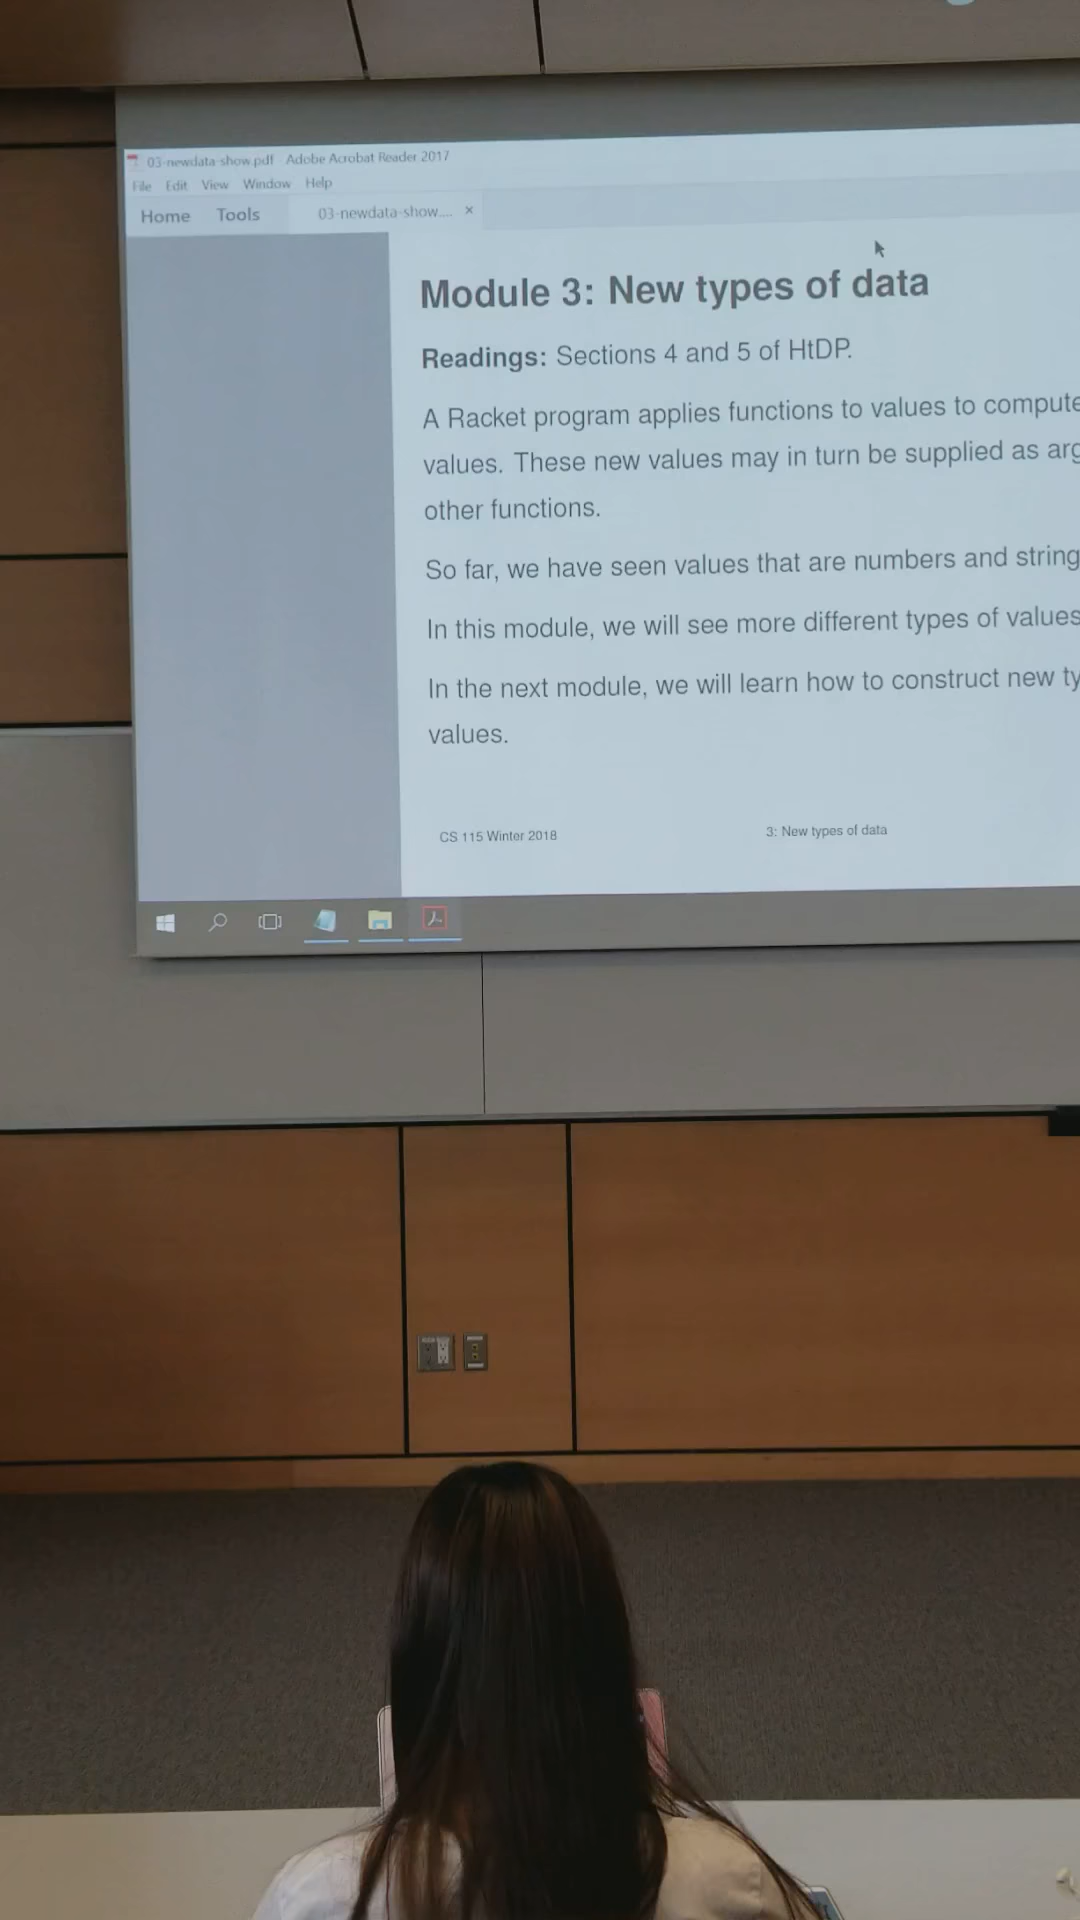 03-newdata-show.pdf - Adobe Acrobat Reader 2017
File Edit View Window Help
Home Tools 03-newdata-show.... ×
Module 3: New types of data
Readings: Sections 4 and 5 of HtDP.
A Racket program applies functions to values to compute
values. These new values may in turn be supplied as arg
other functions.
So far, we have seen values that are numbers and string
In this module, we will see more different types of values
In the next module, we will learn how to construct new ty
values.
CS 115 Winter 2018 3: New types of data